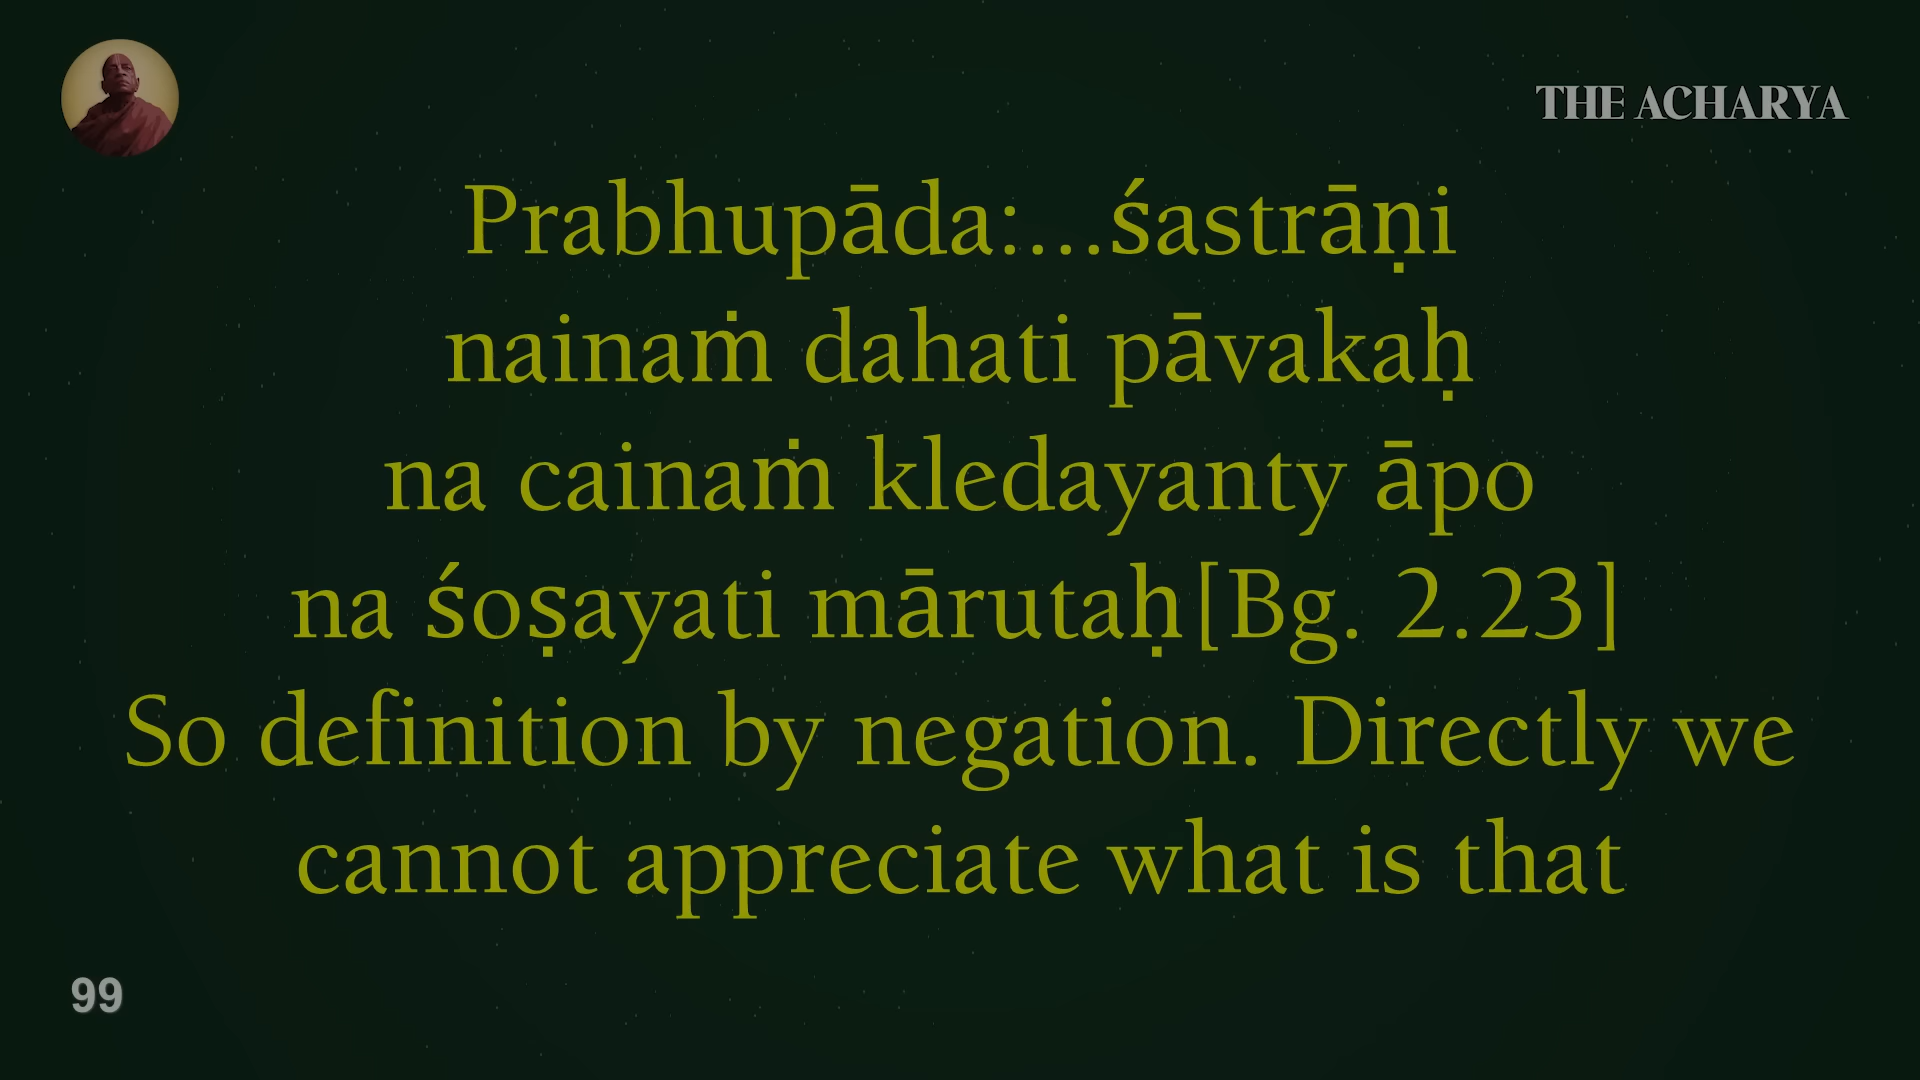 THE ACHARYA
Prabhupāda:...śastrāṇi
nainaṁ dahati pāvakaḥ
na cainaṁ kledayanty āpo
na śoṣayati mārutaḥ[Bg. 2.23]
So definition by negation. Directly we
cannot appreciate what is that
99